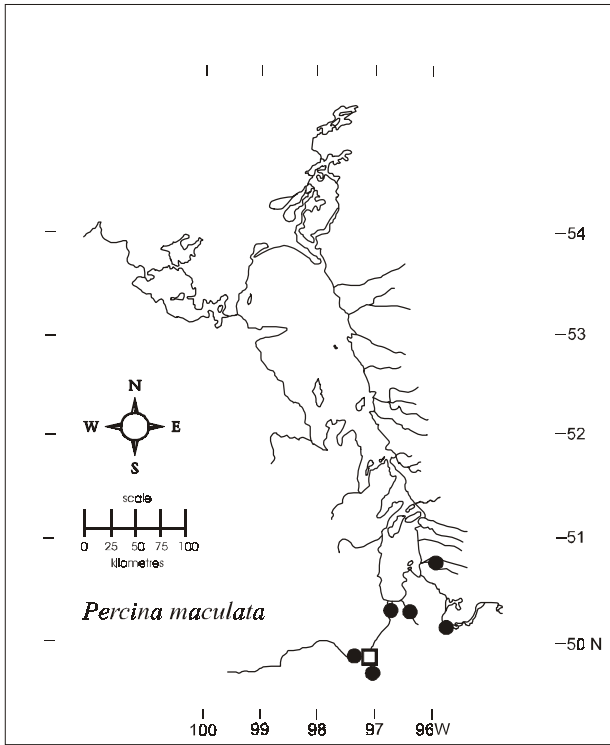 54
53
N
W E
S
52
scale
0 25 50 75 100
kilometres
51
Percina maculata
50 N
100 99 98 97 96W